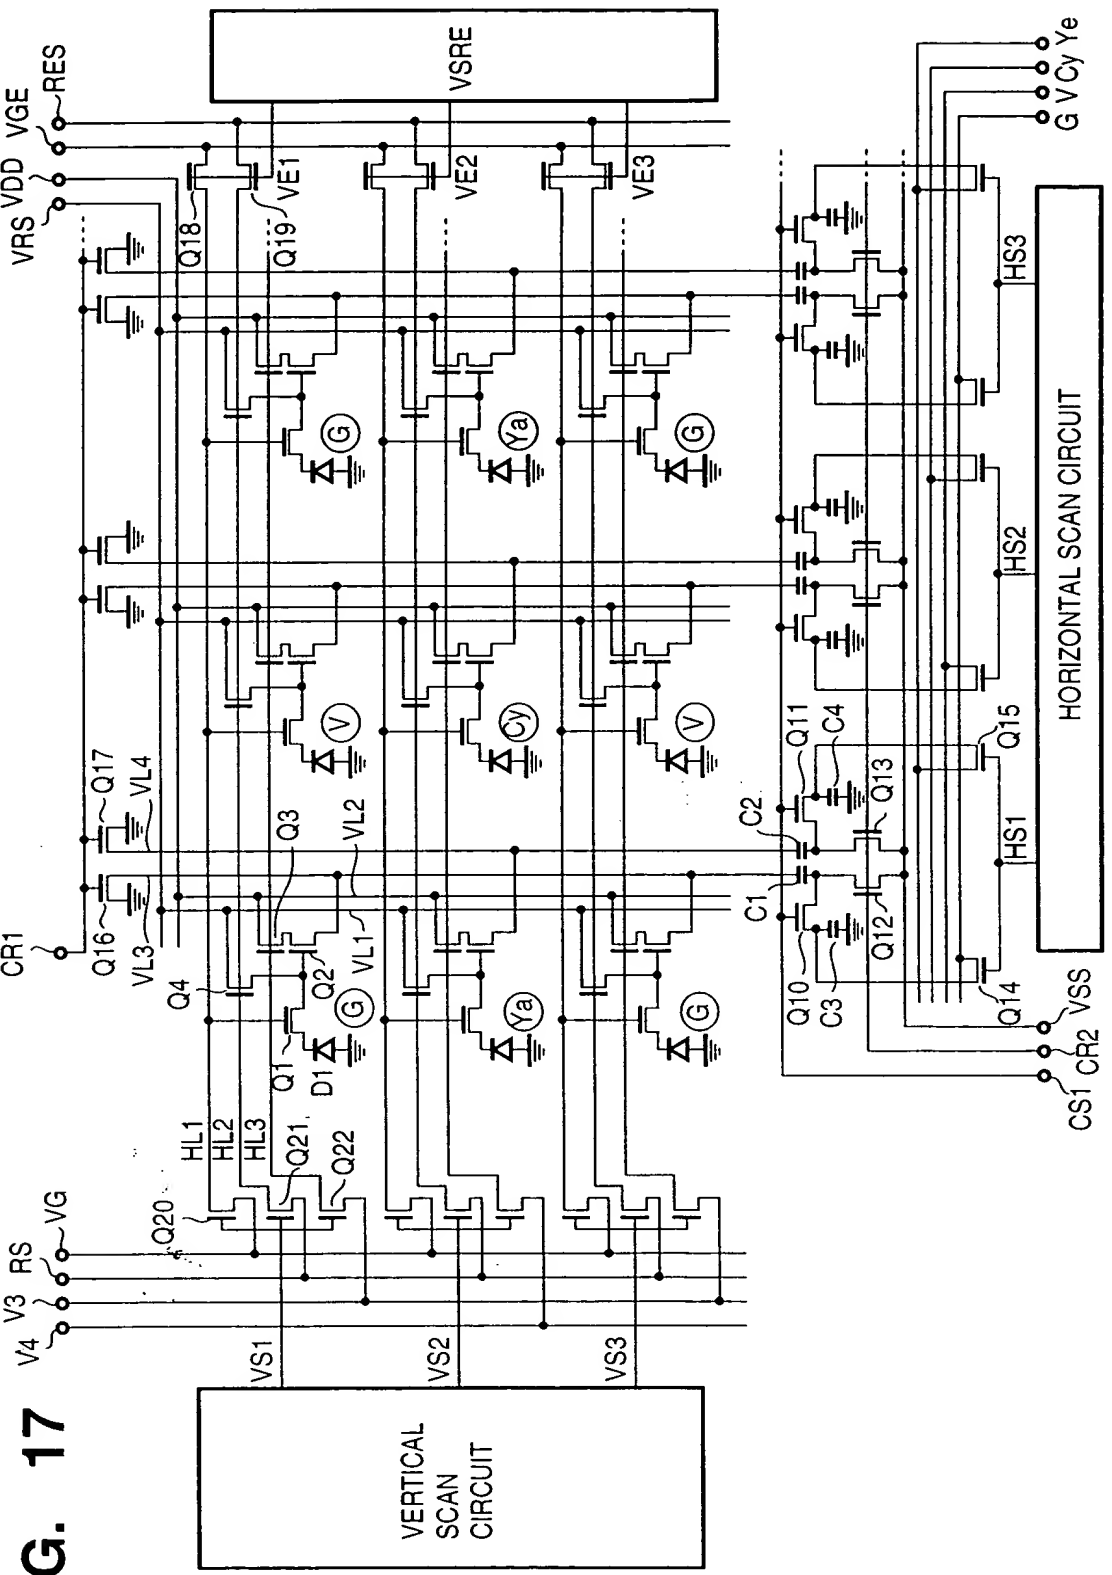 G. 17
V4
V3
RS
VG
CR1
VRS
VDD
VGE
RES
VERTICAL
SCAN
CIRCUIT
VS1
VS2
VS3
Q20
Q21
Q22
HL1
HL2
HL3
Q16
VL3
Q17
VL4
Q4
Q1
D1
Q2
Q3
VL1
VL2
G
V
G
Ya
Cy
Ya
G
V
G
Q18
Q19
VE1
VE2
VE3
VSRE
C1
C2
Q10
C3
Q11
C4
Q12
Q13
Q14
Q15
HS1
HS2
HS3
CS1
CR2
VSS
HORIZONTAL SCAN CIRCUIT
G V Cy Ye